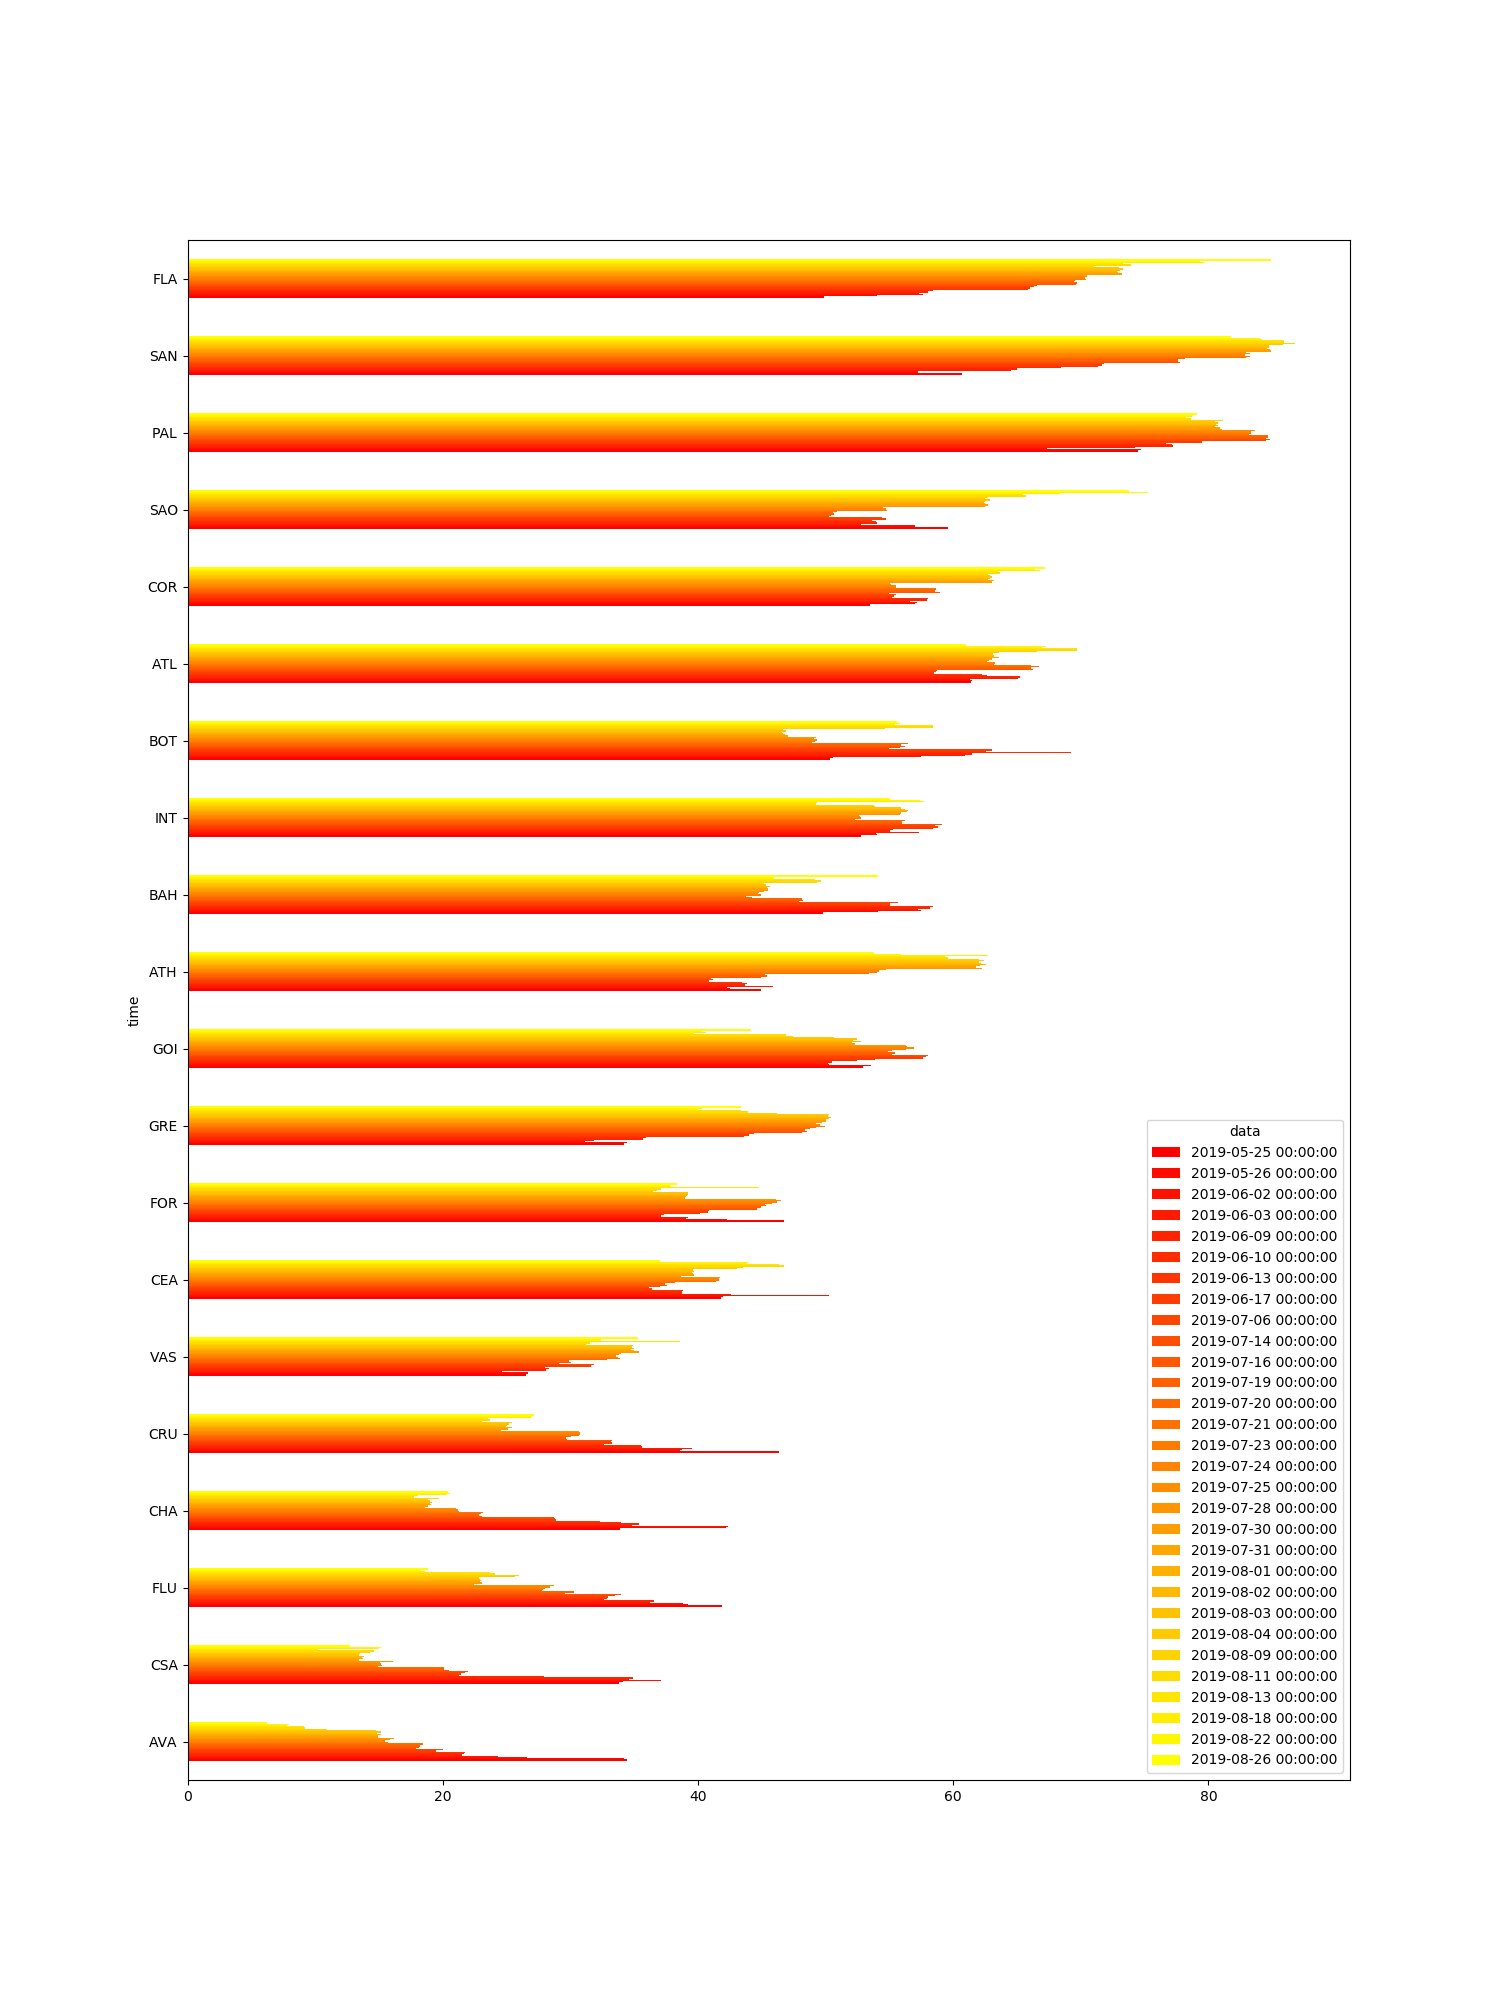 FLA
SAN
PAL
SAO
COR
ATL
BOT
INT
BAH
ATH
time
GOI
GRE
FOR
CEA
VAS
CRU
CHA
FLU
CSA
AVA
data
2019-05-25 00:00:00
2019-05-26 00:00:00
2019-06-02 00:00:00
2019-06-03 00:00:00
2019-06-09 00:00:00
2019-06-10 00:00:00
2019-06-13 00:00:00
2019-06-17 00:00:00
2019-07-06 00:00:00
2019-07-14 00:00:00
2019-07-16 00:00:00
2019-07-19 00:00:00
2019-07-20 00:00:00
2019-07-21 00:00:00
2019-07-23 00:00:00
2019-07-24 00:00:00
2019-07-25 00:00:00
2019-07-28 00:00:00
2019-07-30 00:00:00
2019-07-31 00:00:00
2019-08-01 00:00:00
2019-08-02 00:00:00
2019-08-03 00:00:00
2019-08-04 00:00:00
2019-08-09 00:00:00
2019-08-11 00:00:00
2019-08-13 00:00:00
2019-08-18 00:00:00
2019-08-22 00:00:00
2019-08-26 00:00:00
0 20 40 60 80